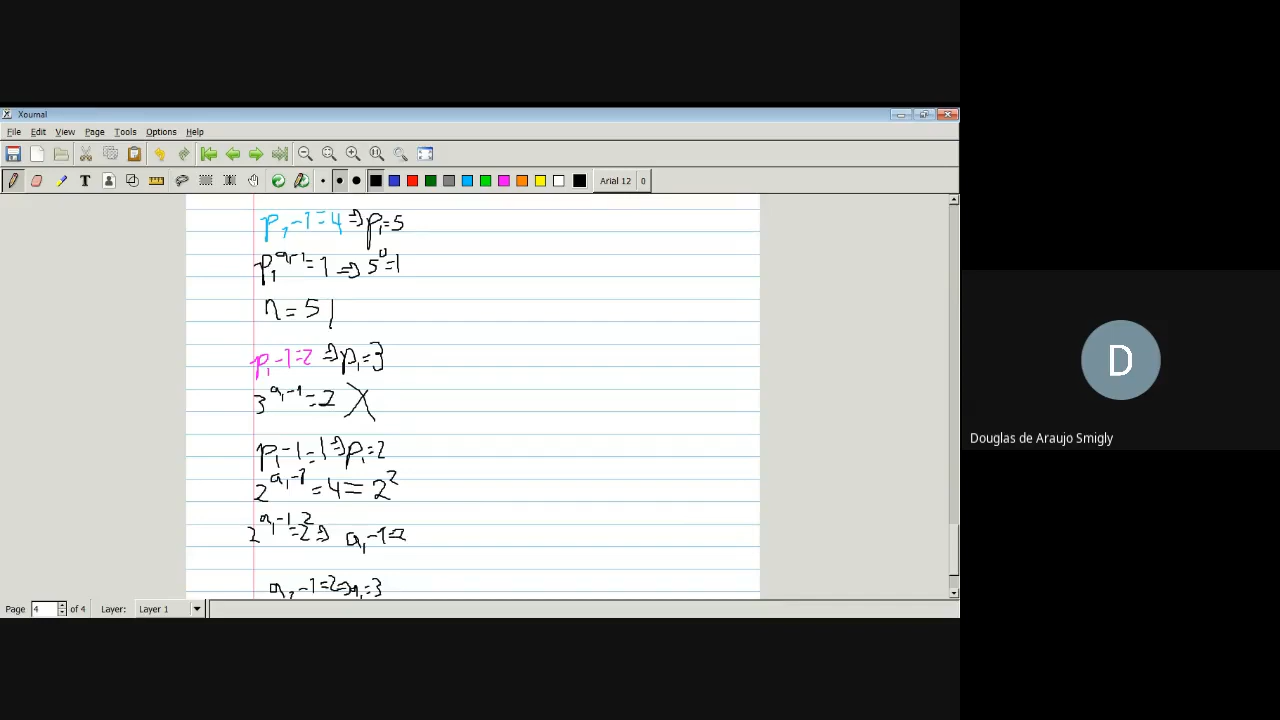 Xournal
File Edit View Page Tools Options Help
Arial 12 0
p₁-1=4 ⇒ p₁=5
p₁^{a₁-1}=1 ⇒ 5⁰=1
n=5
p₁-1=2 ⇒ p₁=3
3^{a₁-1}=2 X
p₁-1=1 ⇒ p₁=2
2^{a₁-1}=4=2²
2^{a₁-1}=2² ⇒ a₁-1=2
a₁-1=2 ⇒ a₁=3
Page 4 of 4 Layer: Layer 1
D
Douglas de Araujo Smigly